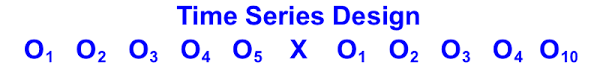 Time Series Design
O₁ O₂ O₃ O₄ O₅ X O₁ O₂ O₃ O₄ O₁₀